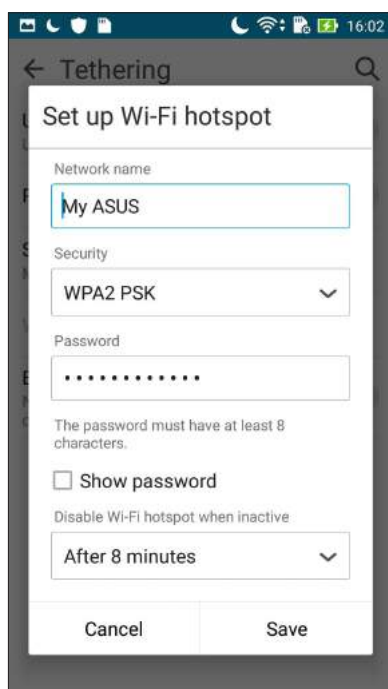 16:02
Tethering
Set up Wi-Fi hotspot
Network name
My ASUS
Security
WPA2 PSK
Password
••••••••••••
The password must have at least 8
characters.
Show password
Disable Wi-Fi hotspot when inactive
After 8 minutes
Cancel
Save